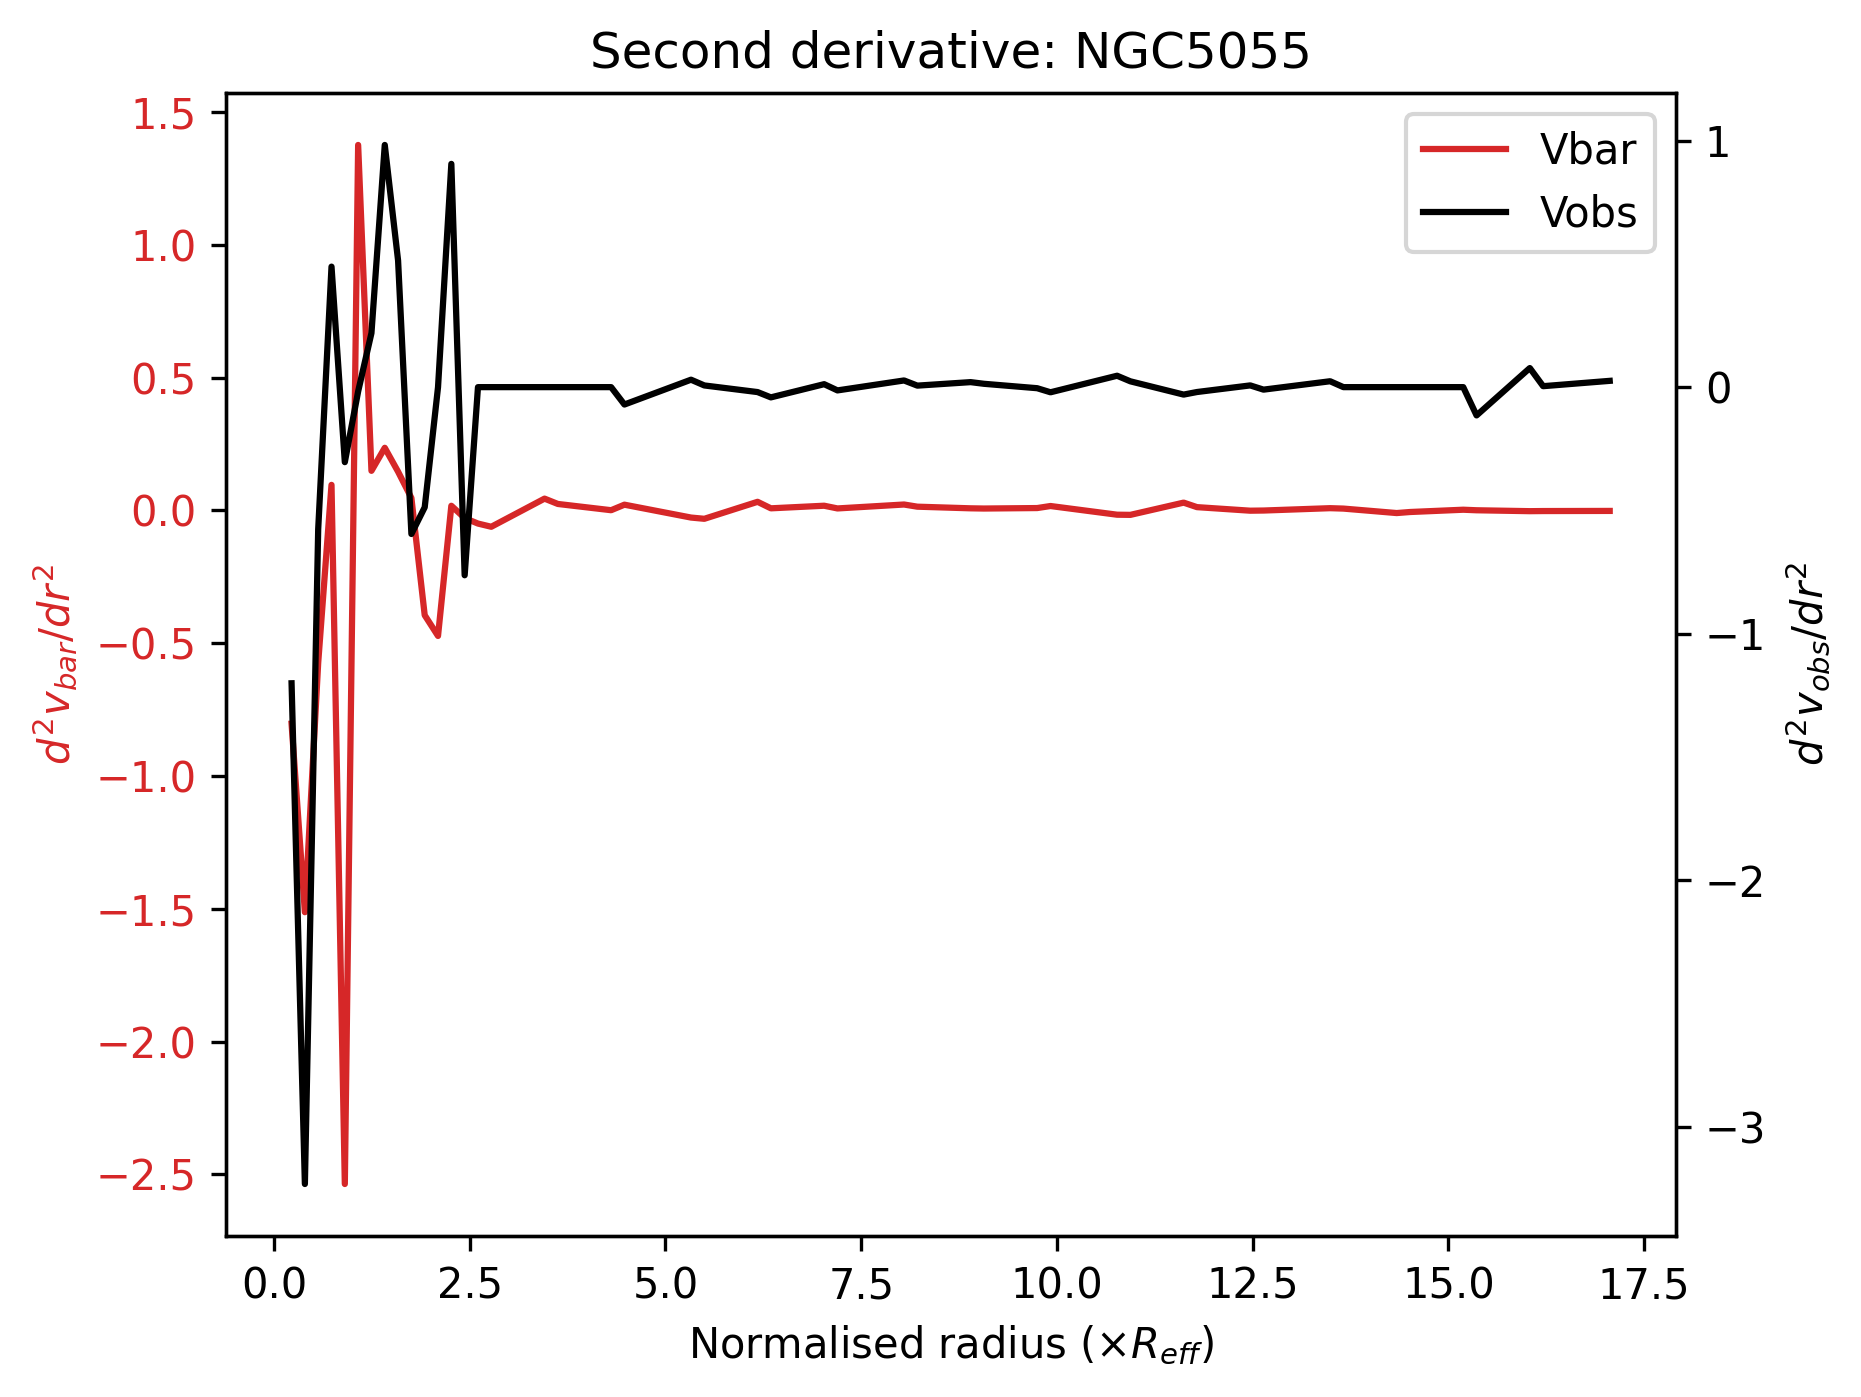 Second derivative: NGC5055
1.5
1.0
0.5
0.0
−0.5
−1.0
−1.5
−2.0
−2.5
d²v_bar/dr²
Vbar
Vobs
1
0
−1
−2
−3
d²v_obs/dr²
0.0 2.5 5.0 7.5 10.0 12.5 15.0 17.5
Normalised radius (×R_eff)